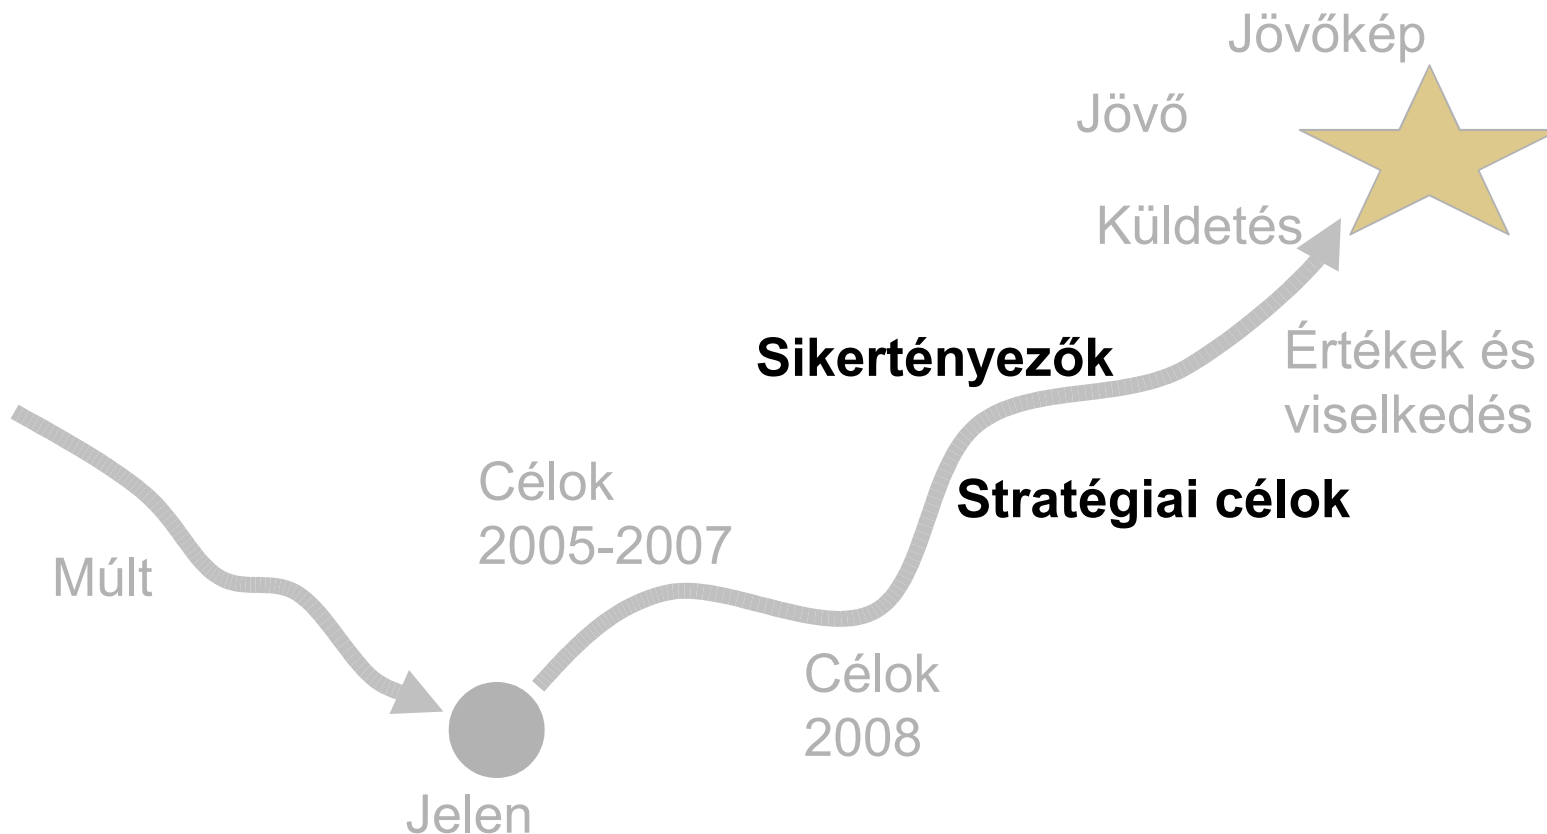 Jövőkép
Jövő
Küldetés
Sikertényezők
Értékek és
viselkedés
Célok
2005-2007
Stratégiai célok
Múlt
Célok
2008
Jelen